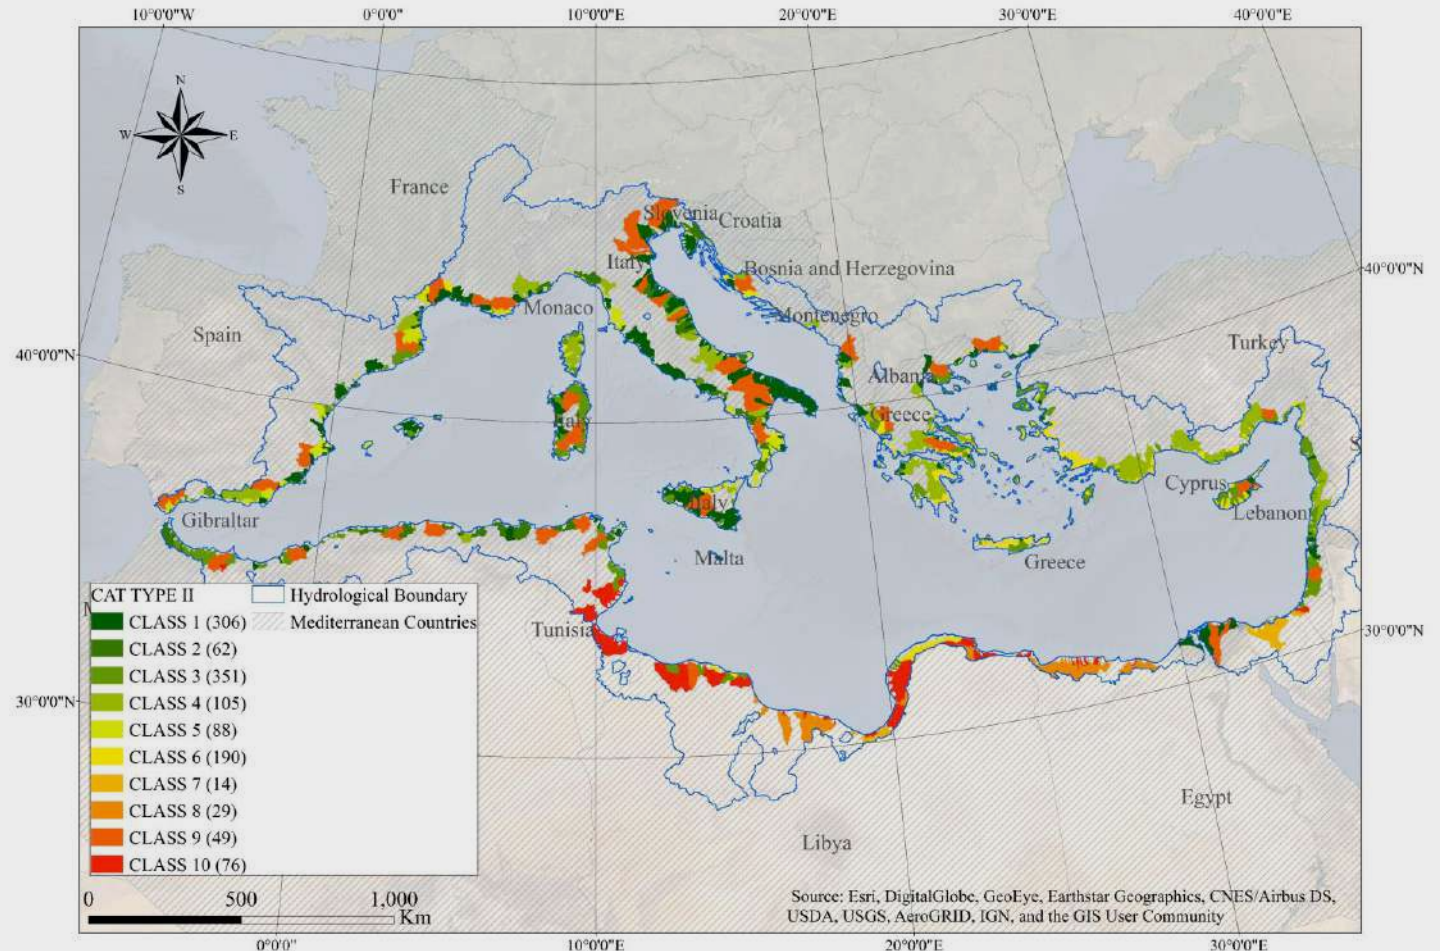 10°0'0"W 0°0'0" 10°0'0"E 20°0'0"E 30°0'0"E 40°0'0"E
N
W E
S
France
Slovenia
Croatia
Italy
Bosnia and Herzegovina
40°0'0"N
Monaco
Montenegro
Spain
Turkey
40°0'0"N
Albania
Greece
Italy
Cyprus
Italy
Gibraltar
Lebanon
Malta
Greece
CAT TYPE II
Hydrological Boundary
CLASS 1 (306)
Mediterranean Countries
Tunisia
30°0'0"N
CLASS 2 (62)
CLASS 3 (351)
CLASS 4 (105)
30°0'0"N
CLASS 5 (88)
CLASS 6 (190)
CLASS 7 (14)
CLASS 8 (29)
Egypt
CLASS 9 (49)
Libya
CLASS 10 (76)
0 500 1,000
Km
Source: Esri, DigitalGlobe, GeoEye, Earthstar Geographics, CNES/Airbus DS,
USDA, USGS, AeroGRID, IGN, and the GIS User Community
0°0'0" 10°0'0"E 20°0'0"E 30°0'0"E